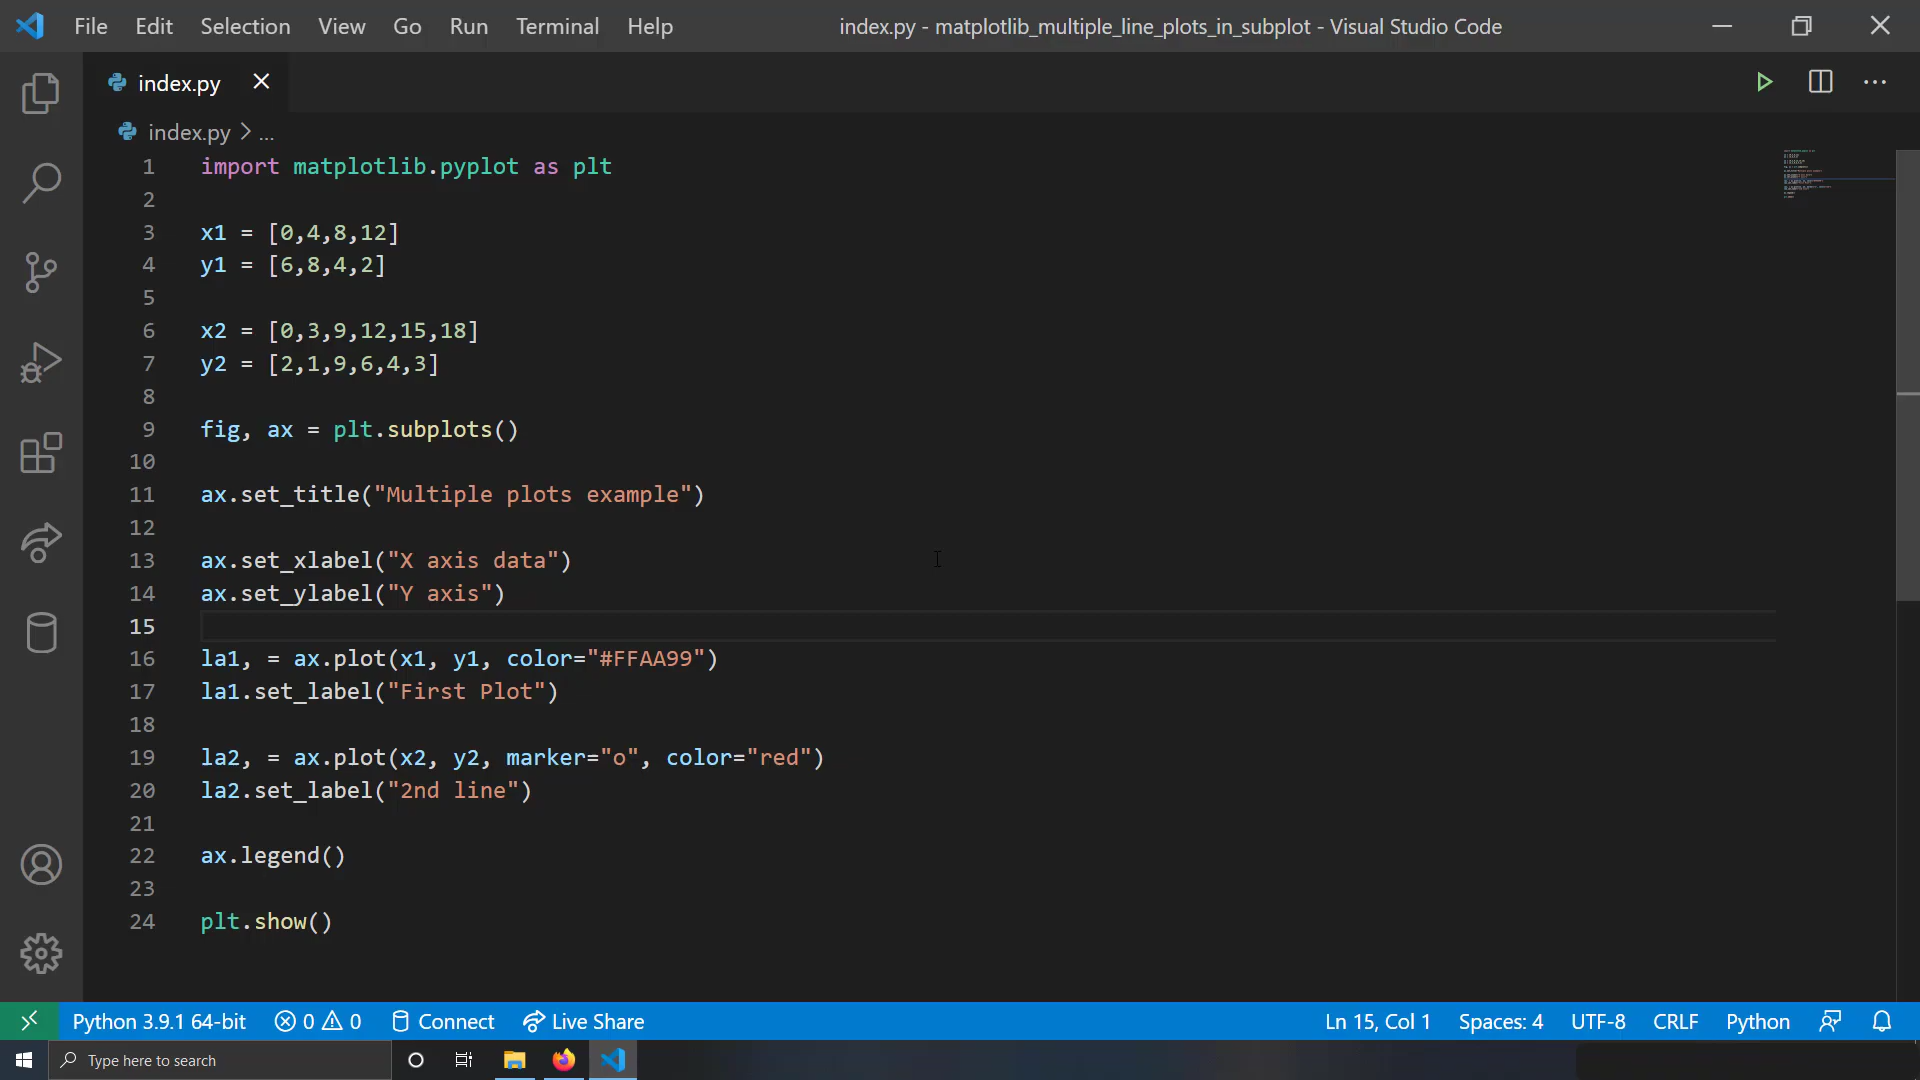 File Edit Selection View Go Run Terminal Help index.py - matplotlib_multiple_line_plots_in_subplot - Visual Studio Code
index.py
index.py > ...
1 import matplotlib.pyplot as plt
2
3 x1 = [0,4,8,12]
4 y1 = [6,8,4,2]
5
6 x2 = [0,3,9,12,15,18]
7 y2 = [2,1,9,6,4,3]
8
9 fig, ax = plt.subplots()
10
11 ax.set_title("Multiple plots example")
12
13 ax.set_xlabel("X axis data")
14 ax.set_ylabel("Y axis")
15
16 la1, = ax.plot(x1, y1, color="#FFAA99")
17 la1.set_label("First Plot")
18
19 la2, = ax.plot(x2, y2, marker="o", color="red")
20 la2.set_label("2nd line")
21
22 ax.legend()
23
24 plt.show()
Python 3.9.1 64-bit 0 0 Connect Live Share Ln 15, Col 1 Spaces: 4 UTF-8 CRLF Python
Type here to search